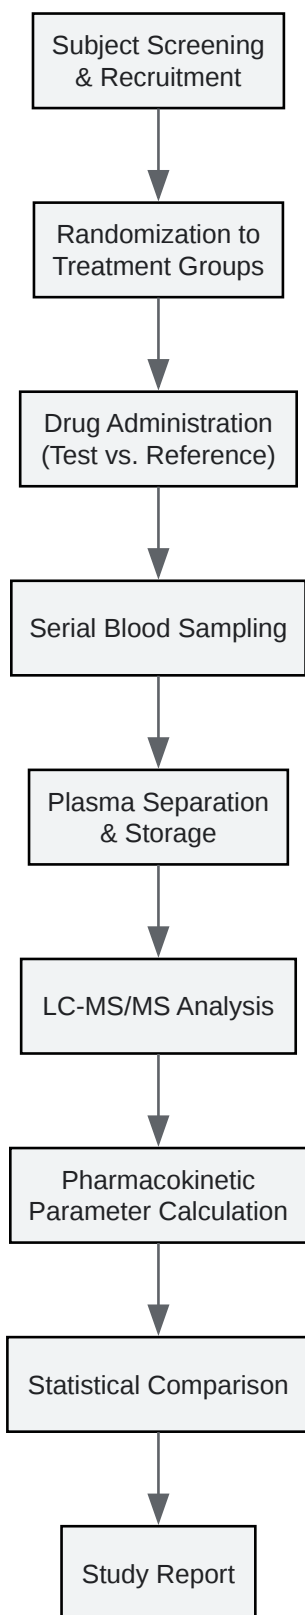 Subject Screening
& Recruitment
Randomization to
Treatment Groups
Drug Administration
(Test vs. Reference)
Serial Blood Sampling
Plasma Separation
& Storage
LC-MS/MS Analysis
Pharmacokinetic
Parameter Calculation
Statistical Comparison
Study Report